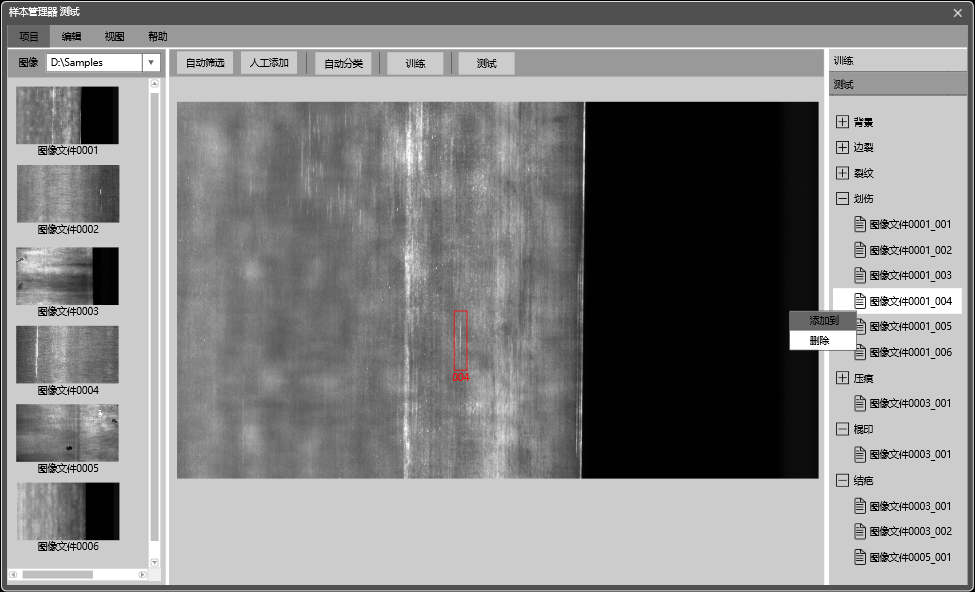 样本管理器 测试
项目 编辑 视图 帮助
图像 D:\Samples
自动筛选 人工添加 自动分类 训练 测试
图像文件0001
图像文件0002
图像文件0003
图像文件0004
图像文件0005
图像文件0006
004
训练
测试
背景
边裂
裂纹
划伤
图像文件0001_001
图像文件0001_002
图像文件0001_003
图像文件0001_004
图像文件0001_005
图像文件0001_006
添加到
删除
压痕
图像文件0003_001
辊印
图像文件0003_001
结疤
图像文件0003_001
图像文件0003_002
图像文件0005_001